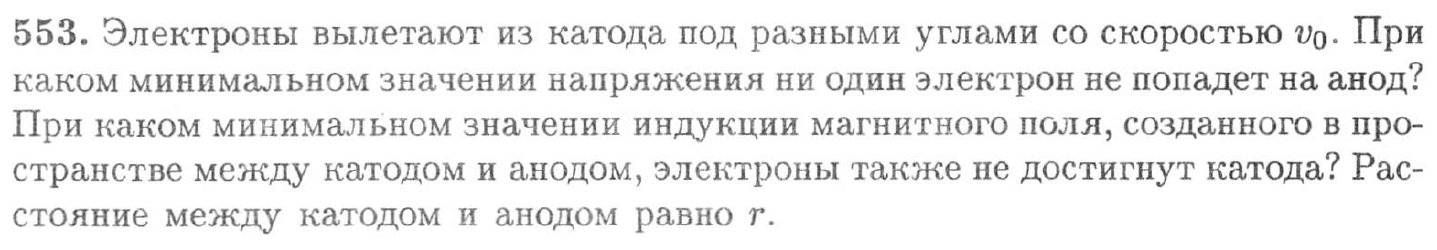 553. Электроны вылетают из катода под разными углами со скоростью v₀. При
каком минимальном значении напряжения ни один электрон не попадет на анод?
При каком минимальном значении индукции магнитного поля, созданного в про-
странстве между катодом и анодом, электроны также не достигнут катода? Рас-
стояние между катодом и анодом равно r.